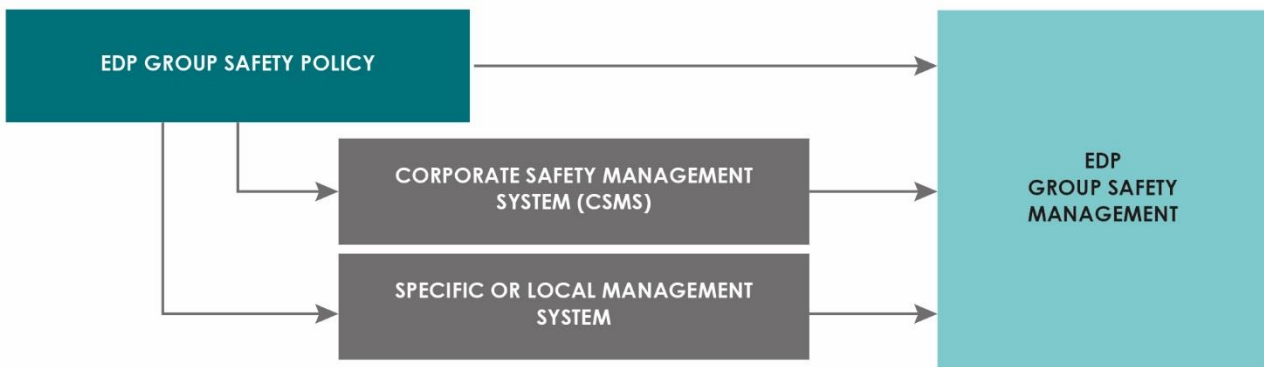 EDP GROUP SAFETY POLICY
CORPORATE SAFETY MANAGEMENT
SYSTEM (CSMS)
SPECIFIC OR LOCAL MANAGEMENT
SYSTEM
EDP
GROUP SAFETY
MANAGEMENT